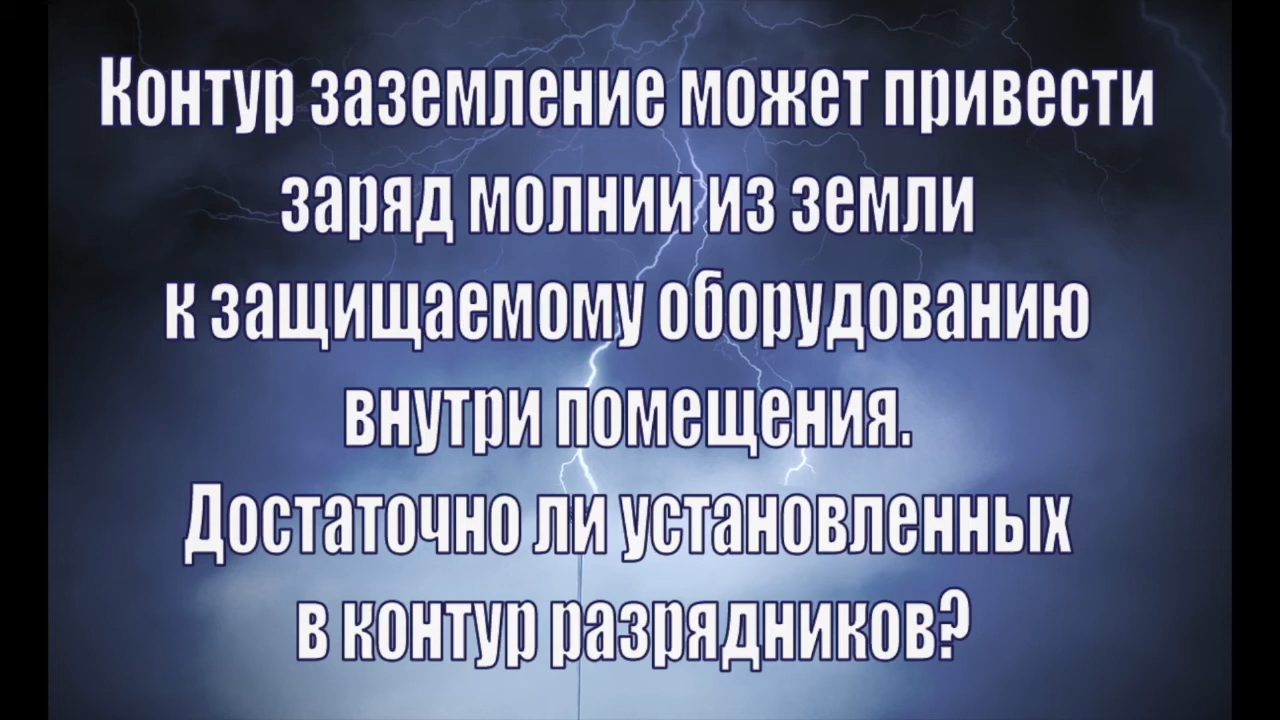 Контур заземление может привести
заряд молнии из земли
к защищаемому оборудованию
внутри помещения.
Достаточно ли установленных
в контур разрядников?